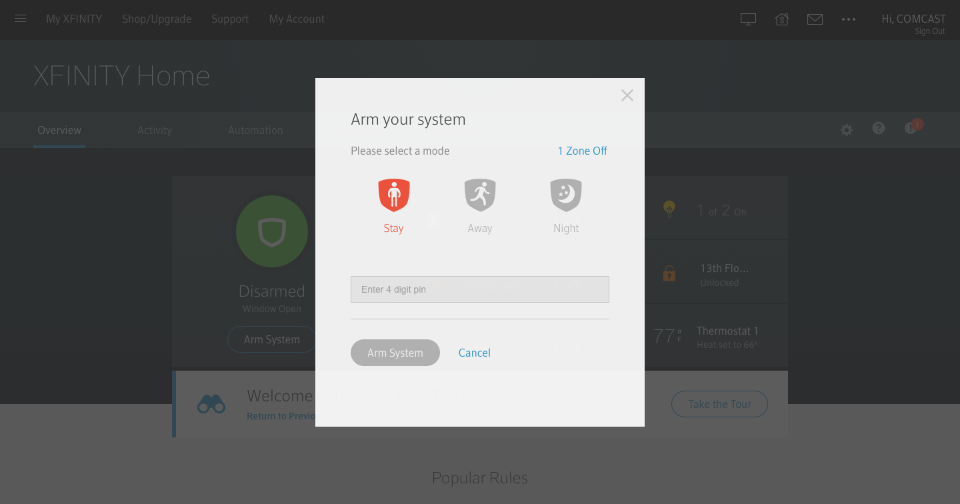 My XFINITY Shop/Upgrade Support My Account
Hi, COMCAST
Sign Out
XFINITY Home
Overview Activity Automation
Arm your system
Please select a mode 1 Zone Off
Stay Away Night
Enter 4 digit pin
Arm System Cancel
Disarmed
Window Open
Arm System
1 of 2 On
13th Flo...
Unlocked
77°F
Thermostat 1
Heat set to 66°
Welcome
Return to Previo
Take the Tour
Popular Rules